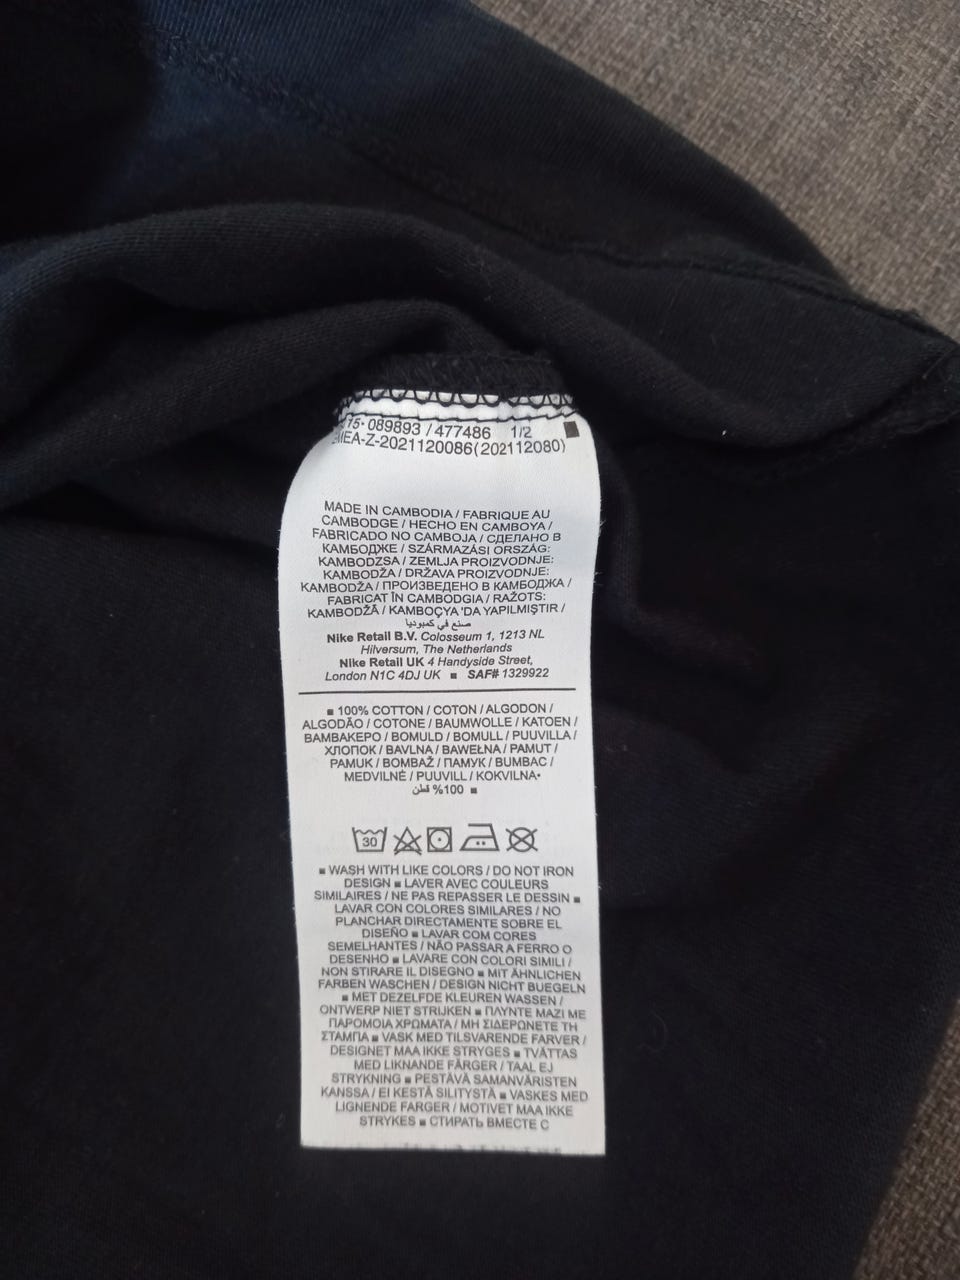 089893 / 477486 1/2
EMEA-Z-2021120086(202112080)
MADE IN CAMBODIA / FABRIQUE AU
CAMBODGE / HECHO EN CAMBOYA /
FABRICADO NO CAMBOJA / СДЕЛАНО В
КАМБОДЖЕ / SZÁRMAZÁSI ORSZÁG:
KAMBODZSA / ZEMLJA PROIZVODNJE:
KAMBODŽA / DRŽAVA PROIZVODNJE:
KAMBODŽA / ПРОИЗВЕДЕНО В КАМБОДЖА /
FABRICAT ÎN CAMBODGIA / RAŽOTS:
KAMBODŽĀ / KAMBOÇYA 'DA YAPILMIŞTIR /
صنع في كمبوديا
Nike Retail B.V. Colosseum 1, 1213 NL
Hilversum, The Netherlands
Nike Retail UK 4 Handyside Street,
London N1C 4DJ UK ■ SAF# 1329922
■ 100% COTTON / COTON / ALGODON /
ALGODÃO / COTONE / BAUMWOLLE / KATOEN /
ΒΑΜΒΑΚΕΡΟ / BOMULD / BOMULL / PUUVILLA /
ХЛОПОК / BAVLNA / BAWEŁNA / PAMUT /
PAMUK / BOMBAŽ / ПАМУК / BUMBAC /
MEDVILNĖ / PUUVILL / KOKVILNA•
%100 قطن ■
30
■ WASH WITH LIKE COLORS / DO NOT IRON
DESIGN ■ LAVER AVEC COULEURS
SIMILAIRES / NE PAS REPASSER LE DESSIN ■
LAVAR CON COLORES SIMILARES / NO
PLANCHAR DIRECTAMENTE SOBRE EL
DISEÑO ■ LAVAR COM CORES
SEMELHANTES / NÃO PASSAR A FERRO O
DESENHO ■ LAVARE CON COLORI SIMILI /
NON STIRARE IL DISEGNO ■ MIT ÄHNLICHEN
FARBEN WASCHEN / DESIGN NICHT BUEGELN
■ MET DEZELFDE KLEUREN WASSEN /
ONTWERP NIET STRIJKEN ■ ΠΛΥΝΤΕ ΜΑΖΙ ΜΕ
ΠΑΡΟΜΟΙΑ ΧΡΩΜΑΤΑ / ΜΗ ΣΙΔΕΡΩΝΕΤΕ ΤΗ
ΣΤΑΜΠΑ ■ VASK MED TILSVARENDE FARVER /
DESIGNET MAA IKKE STRYGES ■ TVÄTTAS
MED LIKNANDE FÄRGER / TAAL EJ
STRYKNING ■ PESTÄVÄ SAMANVÄRISTEN
KANSSA / EI KESTÄ SILITYSTÄ ■ VASKES MED
LIGNENDE FARGER / MOTIVET MAA IKKE
STRYKES ■ СТИРАТЬ ВМЕСТЕ С